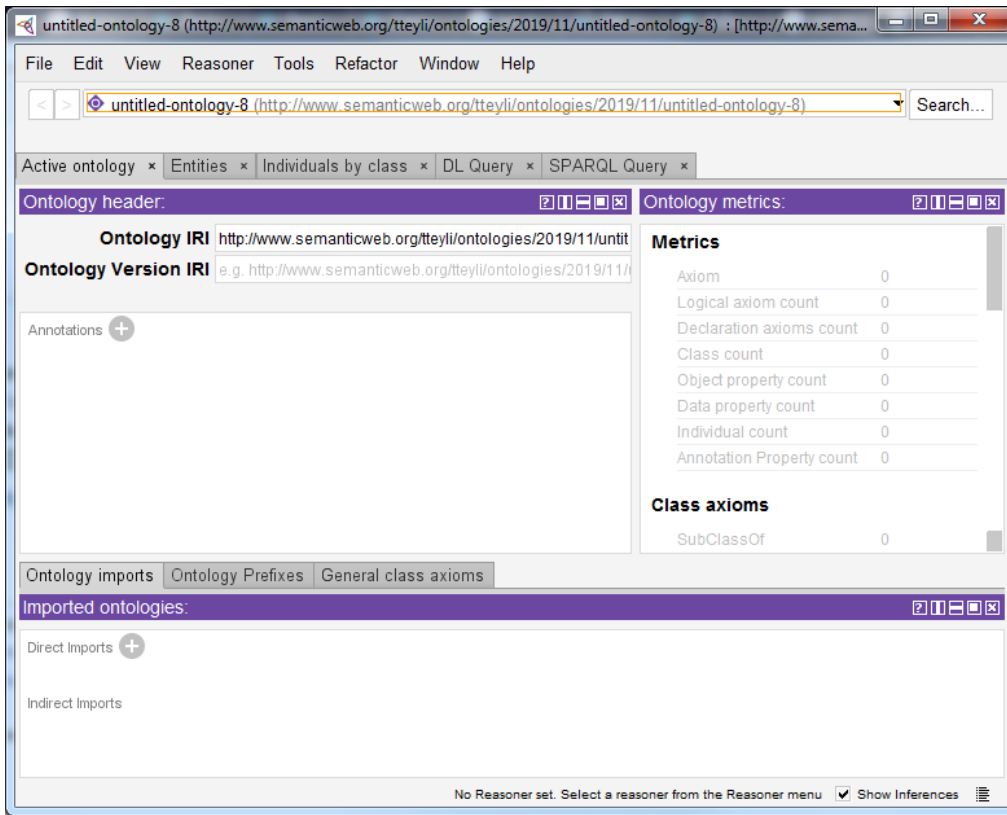 untitled-ontology-8 (http://www.semanticweb.org/tteyli/ontologies/2019/11/untitled-ontology-8) : [http://www.sema...
File Edit View Reasoner Tools Refactor Window Help
< > untitled-ontology-8 (http://www.semanticweb.org/tteyli/ontologies/2019/11/untitled-ontology-8) Search...
Active ontology × Entities × Individuals by class × DL Query × SPARQL Query ×
Ontology header:
Ontology IRI http://www.semanticweb.org/tteyli/ontologies/2019/11/untit
Ontology Version IRI e.g. http://www.semanticweb.org/tteyli/ontologies/2019/11/
Annotations
Ontology metrics:
Metrics
Axiom 0
Logical axiom count 0
Declaration axioms count 0
Class count 0
Object property count 0
Data property count 0
Individual count 0
Annotation Property count 0
Class axioms
SubClassOf 0
Ontology imports Ontology Prefixes General class axioms
Imported ontologies:
Direct Imports
Indirect Imports
No Reasoner set. Select a reasoner from the Reasoner menu Show Inferences